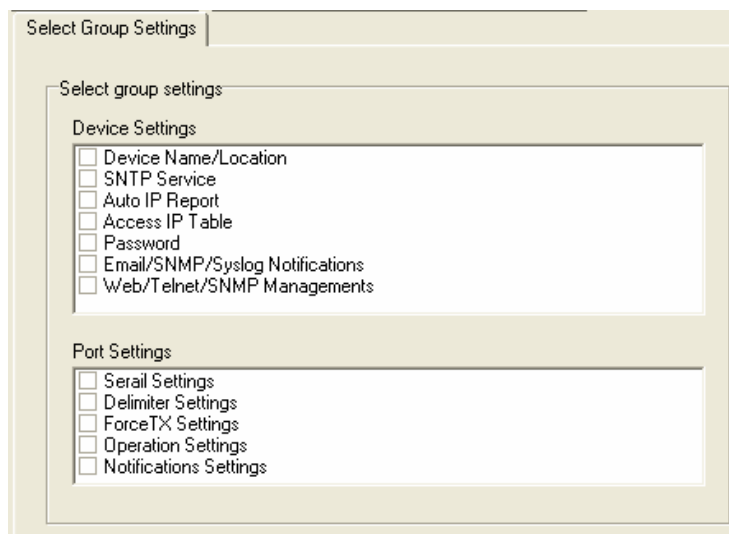 Select Group Settings
Select group settings
Device Settings
Device Name/Location
SNTP Service
Auto IP Report
Access IP Table
Password
Email/SNMP/Syslog Notifications
Web/Telnet/SNMP Managements
Port Settings
Serail Settings
Delimiter Settings
ForceTX Settings
Operation Settings
Notifications Settings